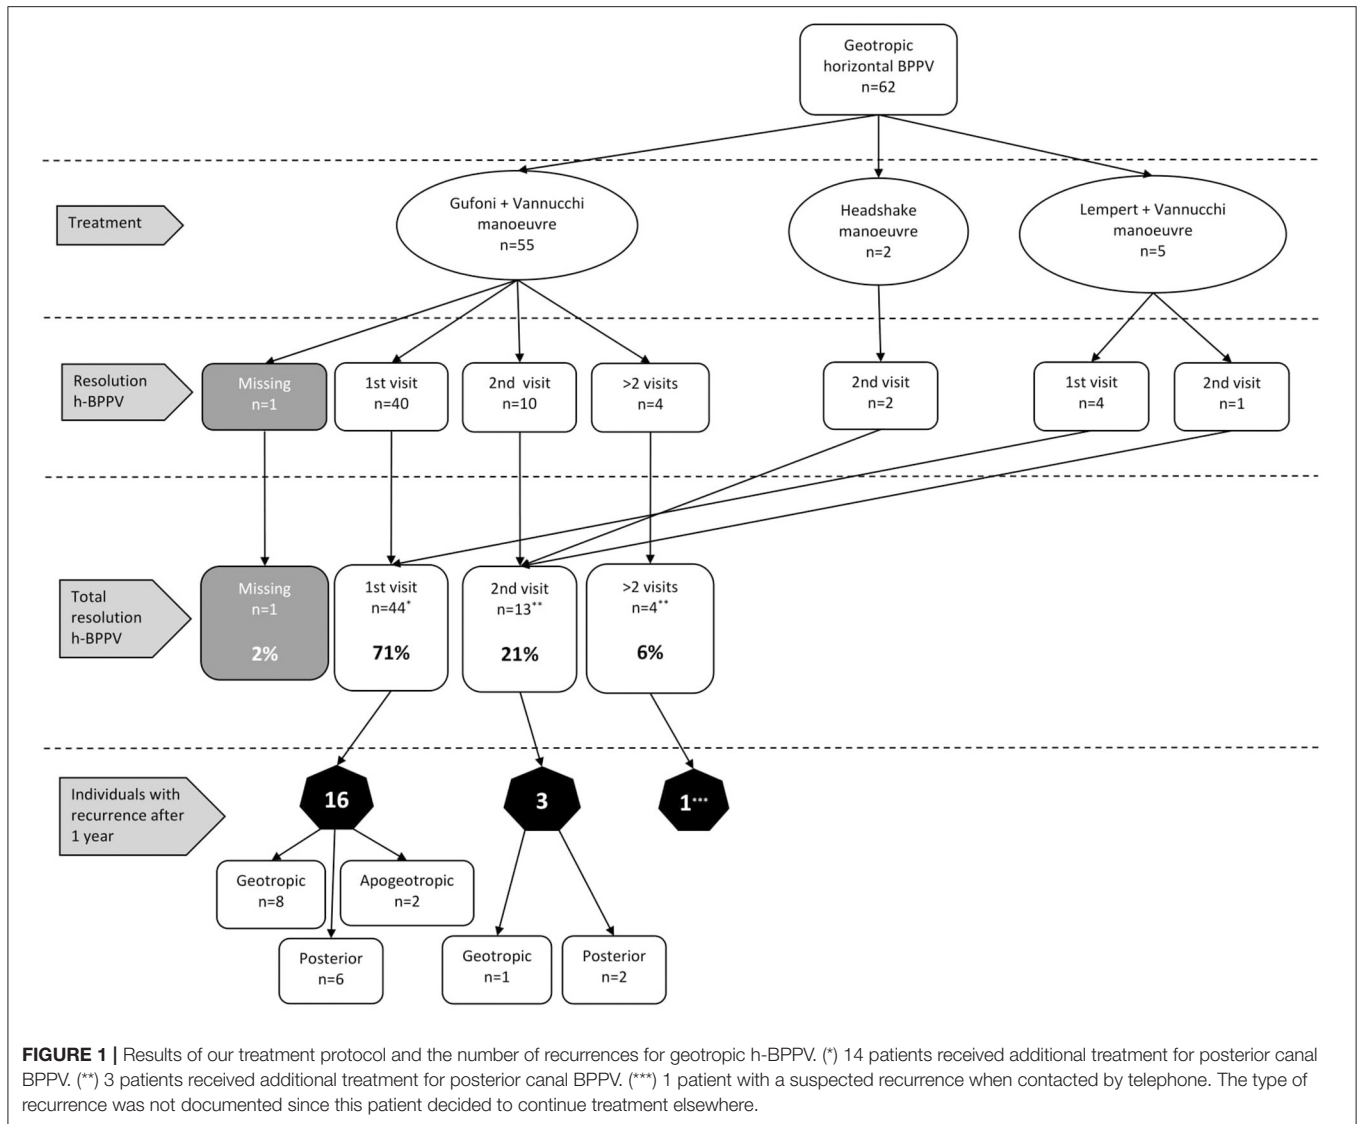 Geotropic
horizontal BPPV
n=62
Treatment
Gufoni + Vannucchi
manoeuvre
n=55
Headshake
manoeuvre
n=2
Lempert + Vannucchi
manoeuvre
n=5
Resolution
h-BPPV
Missing
n=1
1st visit
n=40
2nd visit
n=10
>2 visits
n=4
2nd visit
n=2
1st visit
n=4
2nd visit
n=1
Total
resolution
h-BPPV
Missing
n=1
2%
1st visit
n=44*
71%
2nd visit
n=13**
21%
>2 visits
n=4**
6%
Individuals with
recurrence after
1 year
16
3
1***
Geotropic
n=8
Apogeotropic
n=2
Posterior
n=6
Geotropic
n=1
Posterior
n=2
FIGURE 1 | Results of our treatment protocol and the number of recurrences for geotropic h-BPPV. (*) 14 patients received additional treatment for posterior canal
BPPV. (**) 3 patients received additional treatment for posterior canal BPPV. (***) 1 patient with a suspected recurrence when contacted by telephone. The type of
recurrence was not documented since this patient decided to continue treatment elsewhere.